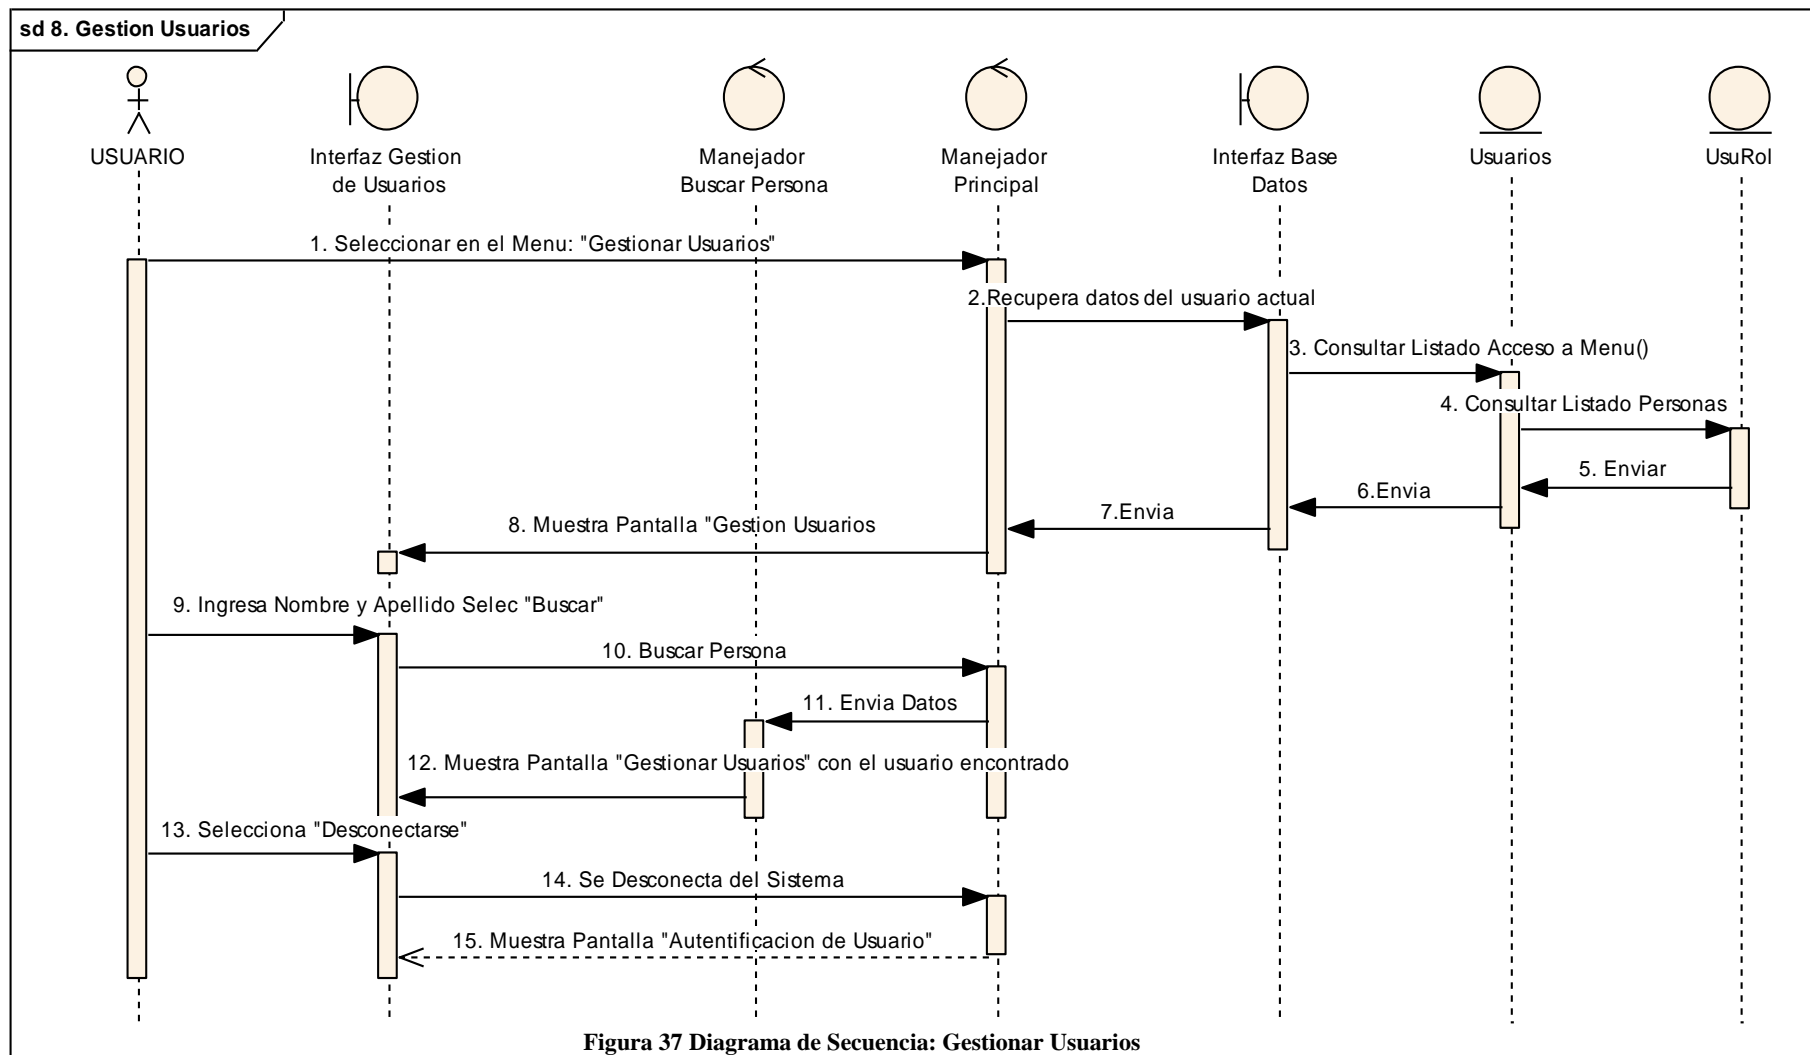 sd 8. Gestion Usuarios
USUARIO
Interfaz Gestion
de Usuarios
Manejador
Buscar Persona
Manejador
Principal
Interfaz Base
Datos
Usuarios
UsuRol
1. Seleccionar en el Menu: "Gestionar Usuarios"
2.Recupera datos del usuario actual
3. Consultar Listado Acceso a Menu()
4. Consultar Listado Personas
5. Enviar
6.Envia
7.Envia
8. Muestra Pantalla "Gestion Usuarios
9. Ingresa Nombre y Apellido Selec "Buscar"
10. Buscar Persona
11. Envia Datos
12. Muestra Pantalla "Gestionar Usuarios" con el usuario encontrado
13. Selecciona "Desconectarse"
14. Se Desconecta del Sistema
15. Muestra Pantalla "Autentificacion de Usuario"
Figura 37 Diagrama de Secuencia: Gestionar Usuarios